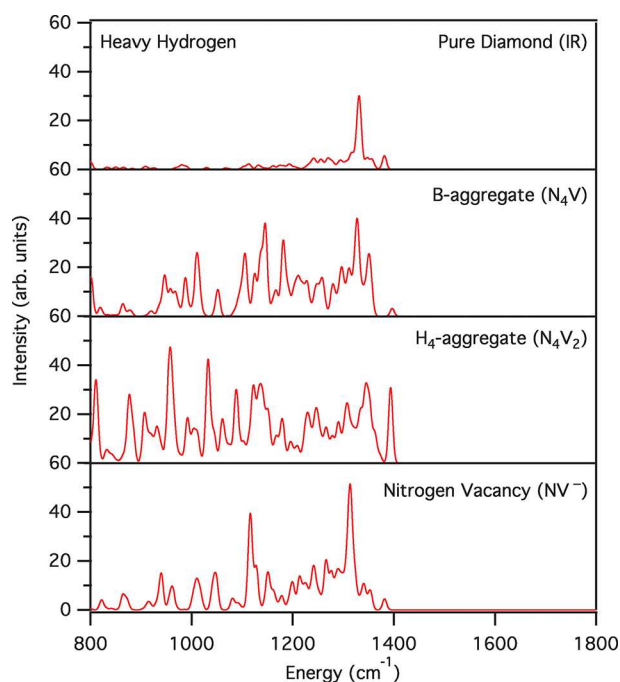 60
Heavy Hydrogen Pure Diamond (IR)
40
20
60
B-aggregate (N₄V)
40
20
60
H₄-aggregate (N₄V₂)
40
20
60
Nitrogen Vacancy (NV⁻)
40
20
0
Intensity (arb. units)
800 1000 1200 1400 1600 1800
Energy (cm⁻¹)